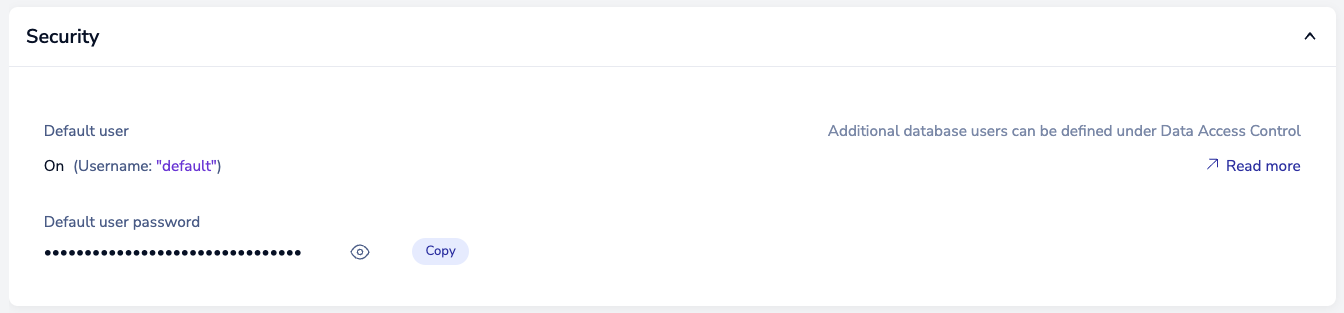 Security
Default user
Additional database users can be defined under Data Access Control
On (Username: "default")
Read more
Default user password
••••••••••••••••••••••••••••••••
Copy